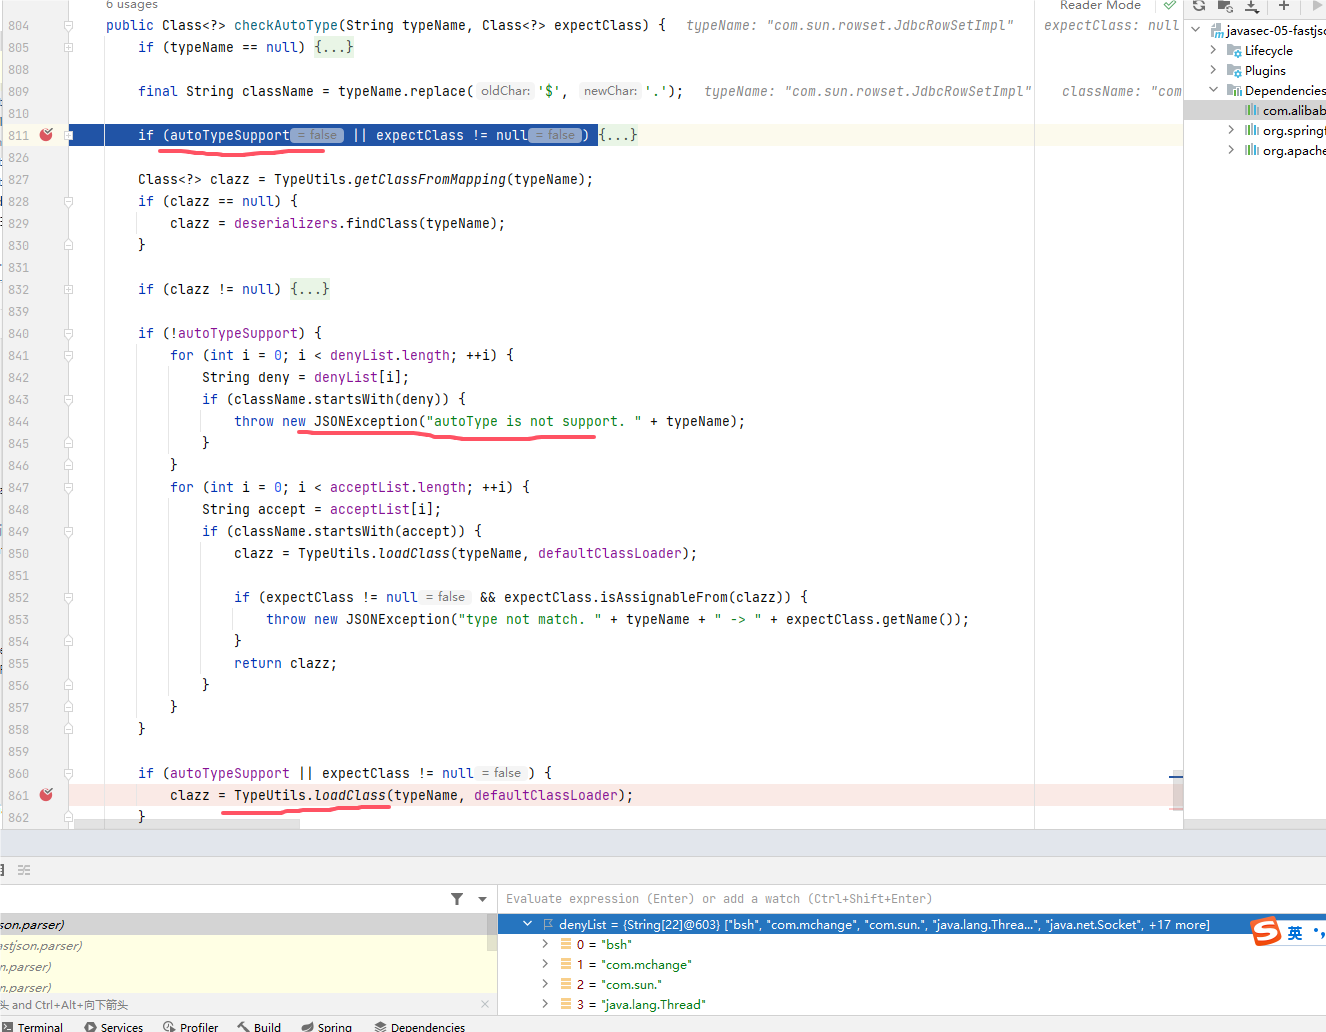 6 usages
Reader Mode
804 public Class<?> checkAutoType(String typeName, Class<?> expectClass) { typeName: "com.sun.rowset.JdbcRowSetImpl" expectClass: null
805 if (typeName == null) {...}
808
809 final String className = typeName.replace( oldChar: '$', newChar: '.'); typeName: "com.sun.rowset.JdbcRowSetImpl" className: "com
810
811 if (autoTypeSupport = false || expectClass != null = false ) {...}
826
827 Class<?> clazz = TypeUtils.getClassFromMapping(typeName);
828 if (clazz == null) {
829 clazz = deserializers.findClass(typeName);
830 }
831
832 if (clazz != null) {...}
839
840 if (!autoTypeSupport) {
841 for (int i = 0; i < denyList.length; ++i) {
842 String deny = denyList[i];
843 if (className.startsWith(deny)) {
844 throw new JSONException("autoType is not support. " + typeName);
845 }
846 }
847 for (int i = 0; i < acceptList.length; ++i) {
848 String accept = acceptList[i];
849 if (className.startsWith(accept)) {
850 clazz = TypeUtils.loadClass(typeName, defaultClassLoader);
851
852 if (expectClass != null = false && expectClass.isAssignableFrom(clazz)) {
853 throw new JSONException("type not match. " + typeName + " -> " + expectClass.getName());
854 }
855 return clazz;
856 }
857 }
858 }
859
860 if (autoTypeSupport || expectClass != null = false ) {
861 clazz = TypeUtils.loadClass(typeName, defaultClassLoader);
862 }
javasec-05-fastjso
Lifecycle
Plugins
Dependencies
com.alibab
org.springf
org.apache
Evaluate expression (Enter) or add a watch (Ctrl+Shift+Enter)
son.parser)
astjson.parser)
n.parser)
n.parser)
头 and Ctrl+Alt+向下箭头
denyList = {String[22]@603} ["bsh", "com.mchange", "com.sun.", "java.lang.Threa...", "java.net.Socket", +17 more]
0 = "bsh"
1 = "com.mchange"
2 = "com.sun."
3 = "java.lang.Thread"
S 英
Terminal Services Profiler Build Spring Dependencies